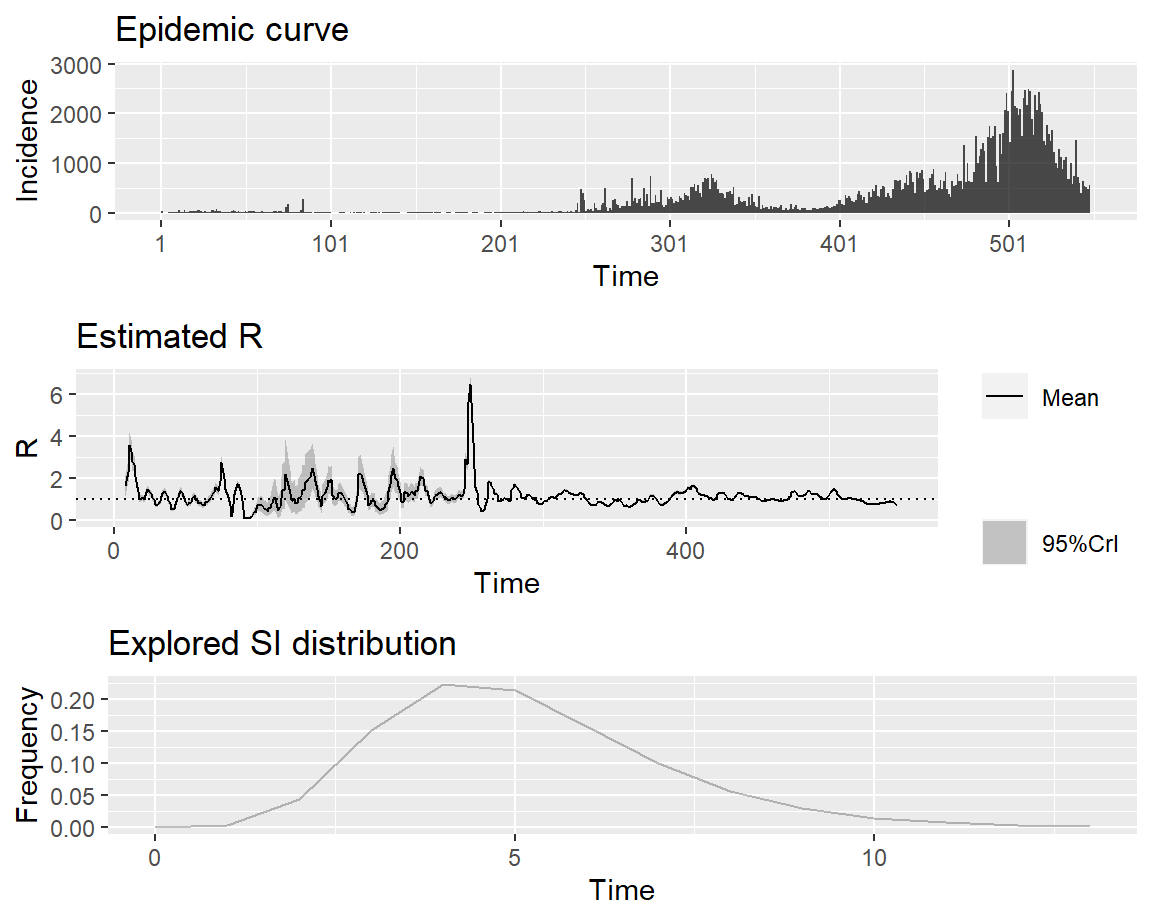 Epidemic curve
3000
2000
1000
0
Incidence
1 101 201 301 401 501
Time
Estimated R
6
4
2
0
R
0 200 400
Time
Mean
95%CrI
Explored SI distribution
0.20
0.15
0.10
0.05
0.00
Frequency
0 5 10
Time